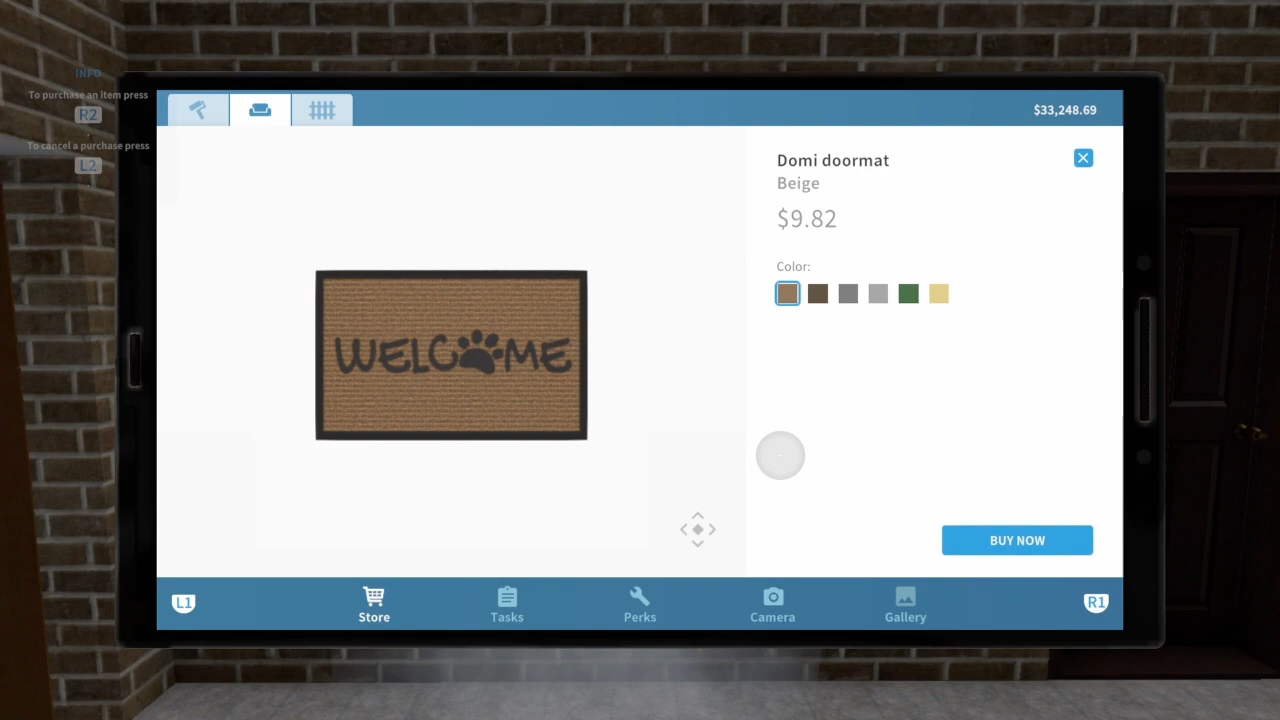 INFO
To purchase an item press
R2
To cancel a purchase press
L2
$33,248.69
Domi doormat
Beige
$9.82
Color:
WELCOME
BUY NOW
L1
Store
Tasks
Perks
Camera
Gallery
R1